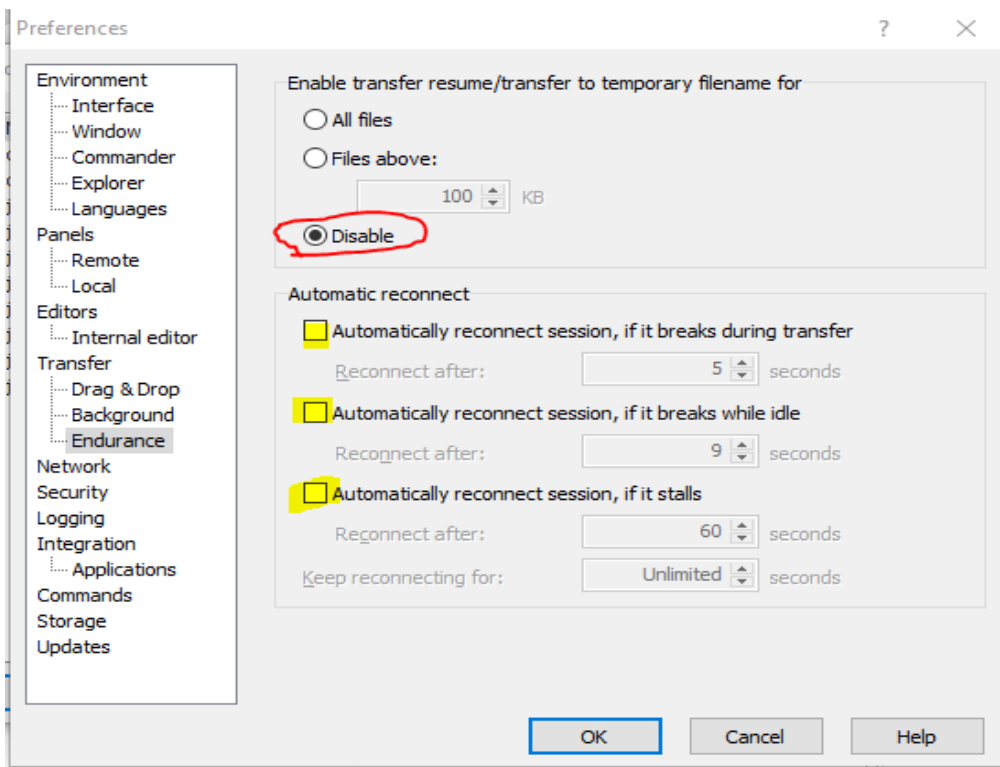 Preferences
?
Environment
Interface
Window
Commander
Explorer
Languages
Panels
Remote
Local
Editors
Internal editor
Transfer
Drag & Drop
Background
Endurance
Network
Security
Logging
Integration
Applications
Commands
Storage
Updates
Enable transfer resume/transfer to temporary filename for
All files
Files above:
100 KB
Disable
Automatic reconnect
Automatically reconnect session, if it breaks during transfer
Reconnect after: 5 seconds
Automatically reconnect session, if it breaks while idle
Reconnect after: 9 seconds
Automatically reconnect session, if it stalls
Reconnect after: 60 seconds
Keep reconnecting for: Unlimited seconds
OK Cancel Help